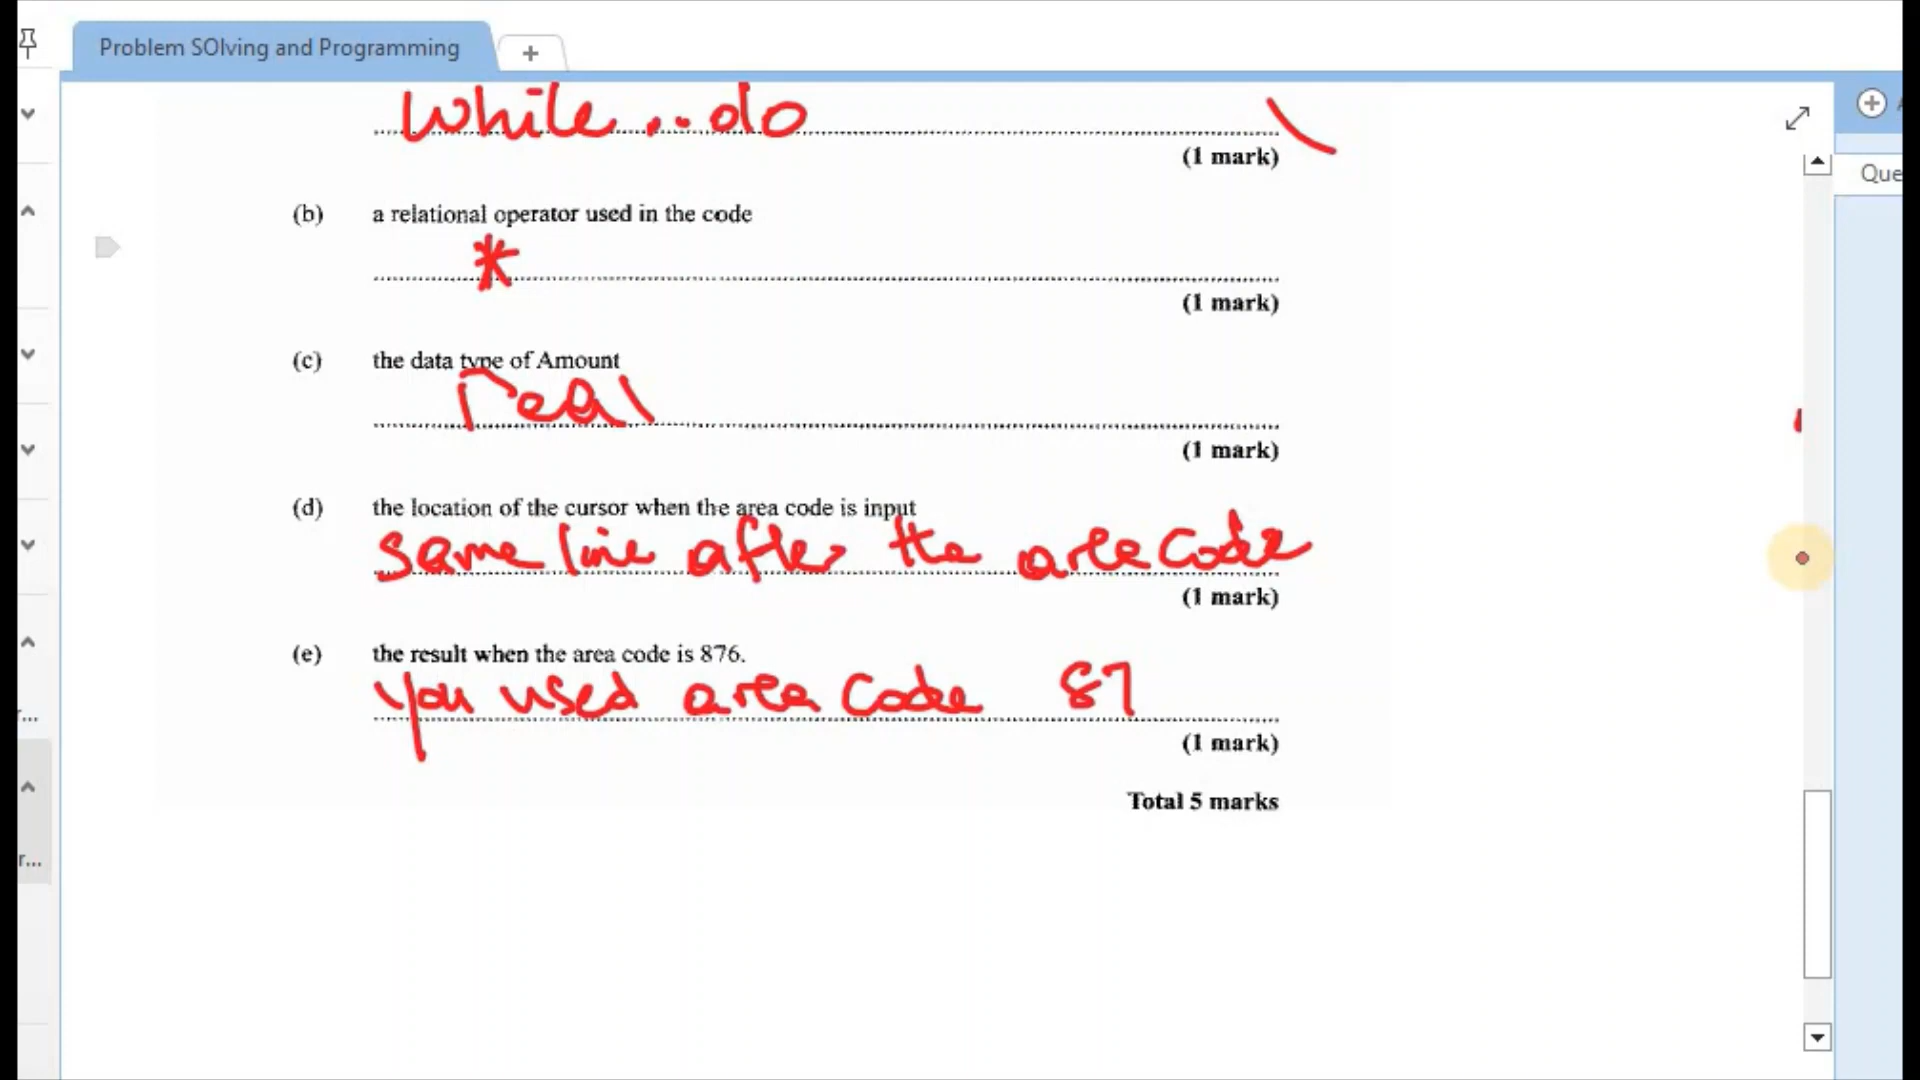 Problem SOlving and Programming
+
while...do
(1 mark)
(b) a relational operator used in the code
*
(1 mark)
(c) the data type of Amount
real
(1 mark)
(d) the location of the cursor when the area code is input
same line after the area code
(1 mark)
(e) the result when the area code is 876.
you used area code 87
(1 mark)
Total 5 marks
Que
r...
r...